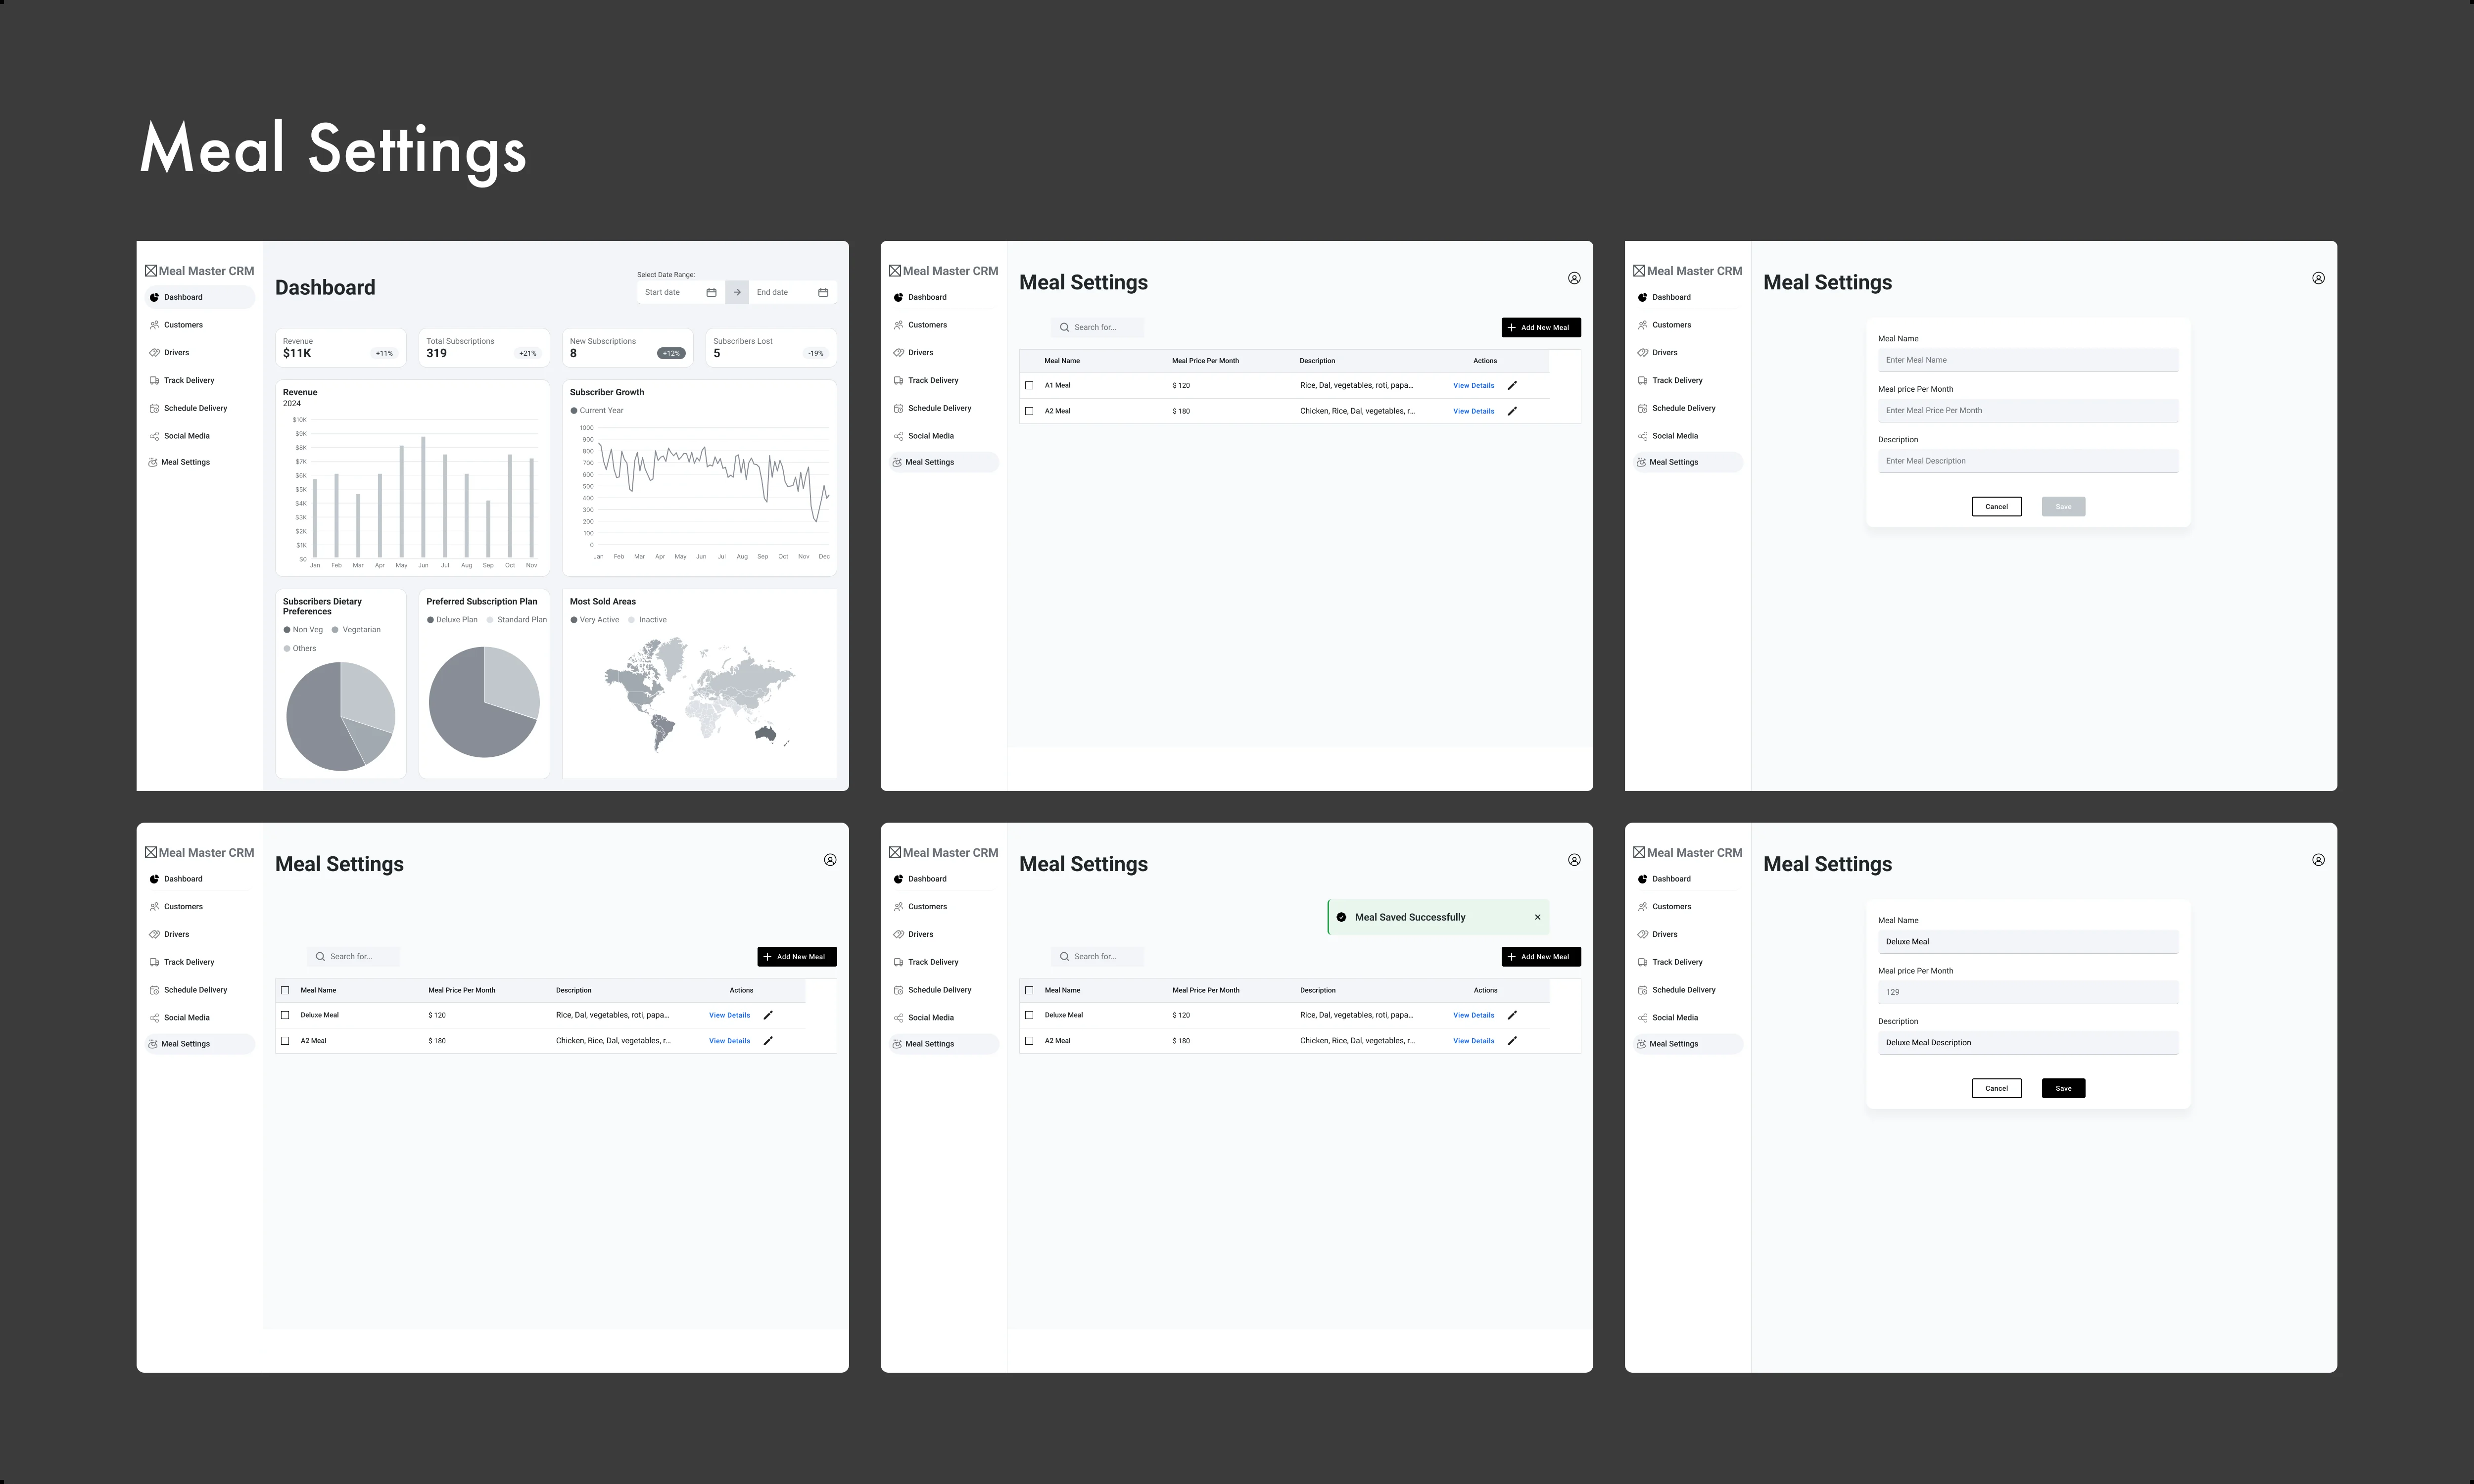 Meal Settings
Meal Master CRM
Dashboard
Customers
Drivers
Track Delivery
Schedule Delivery
Social Media
Meal Settings
Dashboard
Select Date Range:
Start date
End date
Revenue
$11K
+11%
Total Subscriptions
319
+21%
New Subscriptions
8
+12%
Subscribers Lost
5
-19%
Revenue
2024
$10K
$9K
$8K
$7K
$6K
$5K
$4K
$3K
$2K
$1K
$0
Jan Feb Mar Apr May Jun Jul Aug Sep Oct Nov
Subscriber Growth
Current Year
1000
900
800
700
600
500
400
300
200
100
0
Jan Feb Mar Apr May Jun Jul Aug Sep Oct Nov Dec
Subscribers Dietary
Preferences
Non Veg Vegetarian
Others
Preferred Subscription Plan
Deluxe Plan Standard Plan
Most Sold Areas
Very Active Inactive
Meal Master CRM
Dashboard
Customers
Drivers
Track Delivery
Schedule Delivery
Social Media
Meal Settings
Meal Settings
Search for...
Add New Meal
Meal Name Meal Price Per Month Description Actions
A1 Meal $ 120 Rice, Dal, vegetables, roti, papa... View Details
A2 Meal $ 180 Chicken, Rice, Dal, vegetables, r... View Details
Meal Master CRM
Dashboard
Customers
Drivers
Track Delivery
Schedule Delivery
Social Media
Meal Settings
Meal Settings
Meal Name
Enter Meal Name
Meal price Per Month
Enter Meal Price Per Month
Description
Enter Meal Description
Cancel Save
Meal Master CRM
Dashboard
Customers
Drivers
Track Delivery
Schedule Delivery
Social Media
Meal Settings
Meal Settings
Search for...
Add New Meal
Meal Name Meal Price Per Month Description Actions
Deluxe Meal $ 120 Rice, Dal, vegetables, roti, papa... View Details
A2 Meal $ 180 Chicken, Rice, Dal, vegetables, r... View Details
Meal Master CRM
Dashboard
Customers
Drivers
Track Delivery
Schedule Delivery
Social Media
Meal Settings
Meal Settings
Meal Saved Successfully
Search for...
Add New Meal
Meal Name Meal Price Per Month Description Actions
Deluxe Meal $ 120 Rice, Dal, vegetables, roti, papa... View Details
A2 Meal $ 180 Chicken, Rice, Dal, vegetables, r... View Details
Meal Master CRM
Dashboard
Customers
Drivers
Track Delivery
Schedule Delivery
Social Media
Meal Settings
Meal Settings
Meal Name
Deluxe Meal
Meal price Per Month
129
Description
Deluxe Meal Description
Cancel Save